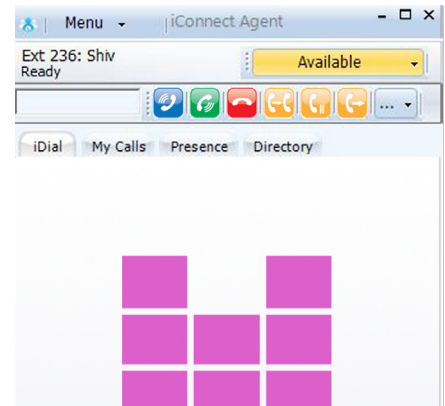 Menu iConnect Agent
Ext 236: Shiv
Ready
Available
...
iDial My Calls Presence Directory